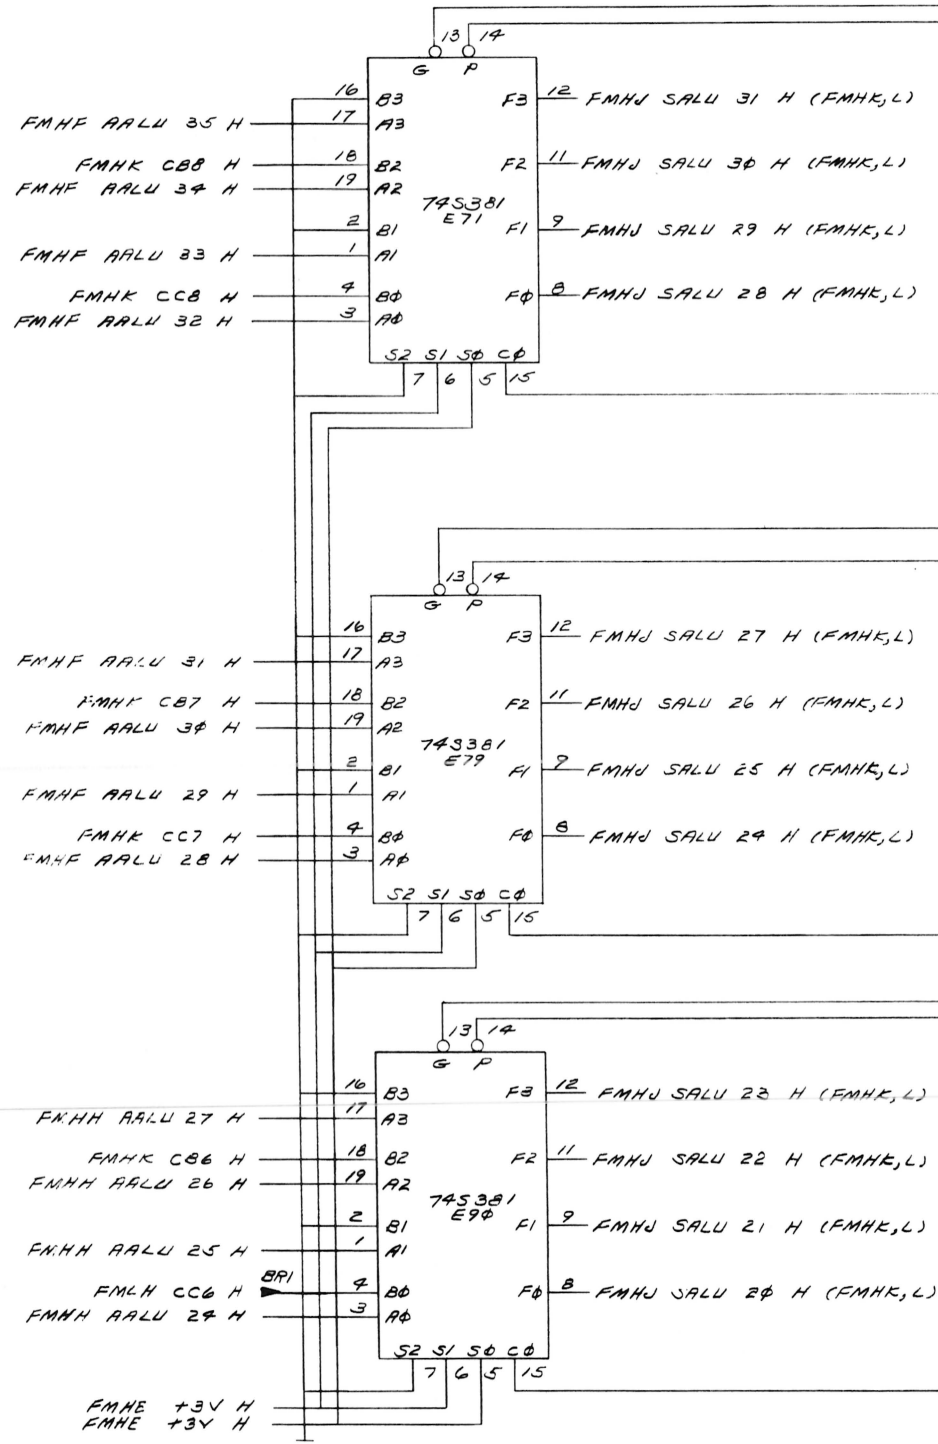 13 14
G P
16 B3 F3 12 FMHJ SALU 31 H (FMHK,L)
FMHF AALU 35 H 17 A3
FMHK CB8 H 18 B2 F2 11 FMHJ SALU 3φ H (FMHK,L)
FMHF AALU 34 H 19 A2
74S381
E71
2 B1 F1 9 FMHJ SALU 29 H (FMHK,L)
FMHF AALU 33 H 1 A1
FMHK CC8 H 4 Bφ Fφ 8 FMHJ SALU 28 H (FMHK,L)
FMHF AALU 32 H 3 Aφ
S2 S1 Sφ Cφ
7 6 5 15
13 14
G P
16 B3 F3 12 FMHJ SALU 27 H (FMHK,L)
FMHF AALU 31 H 17 A3
FMHK CB7 H 18 B2 F2 11 FMHJ SALU 26 H (FMHK,L)
FMHF AALU 3φ H 19 A2
74S381
E79
2 B1 F1 9 FMHJ SALU 25 H (FMHK,L)
FMHF AALU 29 H 1 A1
FMHK CC7 H 4 Bφ Fφ 8 FMHJ SALU 24 H (FMHK,L)
FMHF AALU 28 H 3 Aφ
S2 S1 Sφ Cφ
7 6 5 15
13 14
G P
16 B3 F3 12 FMHJ SALU 23 H (FMHK,L)
FMHH AALU 27 H 17 A3
FMHK CB6 H 18 B2 F2 11 FMHJ SALU 22 H (FMHK,L)
FMHH AALU 26 H 19 A2
74S381
E9φ
2 B1 F1 9 FMHJ SALU 21 H (FMHK,L)
FMHH AALU 25 H 1 A1
FMLH CC6 H BR1 4 Bφ Fφ 8 FMHJ SALU 2φ H (FMHK,L)
FMHH AALU 24 H 3 Aφ
S2 S1 Sφ Cφ
7 6 5 15
FMHE +3V H
FMHE +3V H